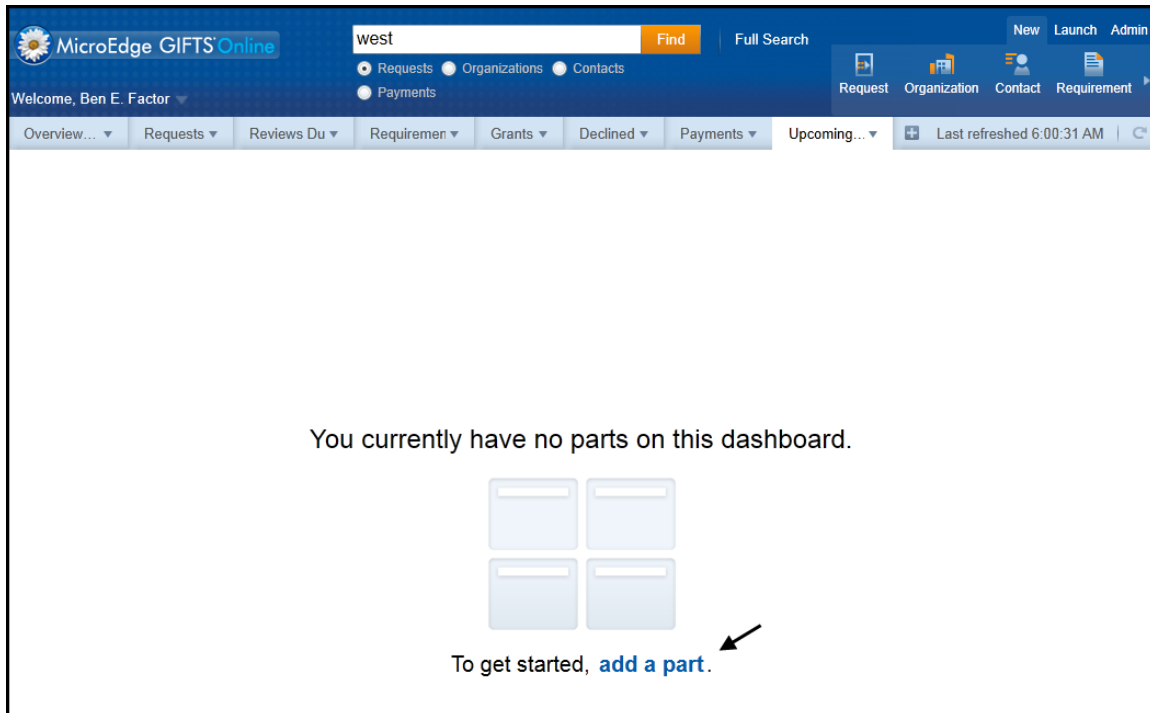 MicroEdge GIFTS Online
west
Find
Full Search
New Launch Admin
Requests Organizations Contacts
Payments
Request Organization Contact Requirement
Welcome, Ben E. Factor
Overview... Requests Reviews Du Requiremen Grants Declined Payments Upcoming... Last refreshed 6:00:31 AM
You currently have no parts on this dashboard.
To get started, add a part.